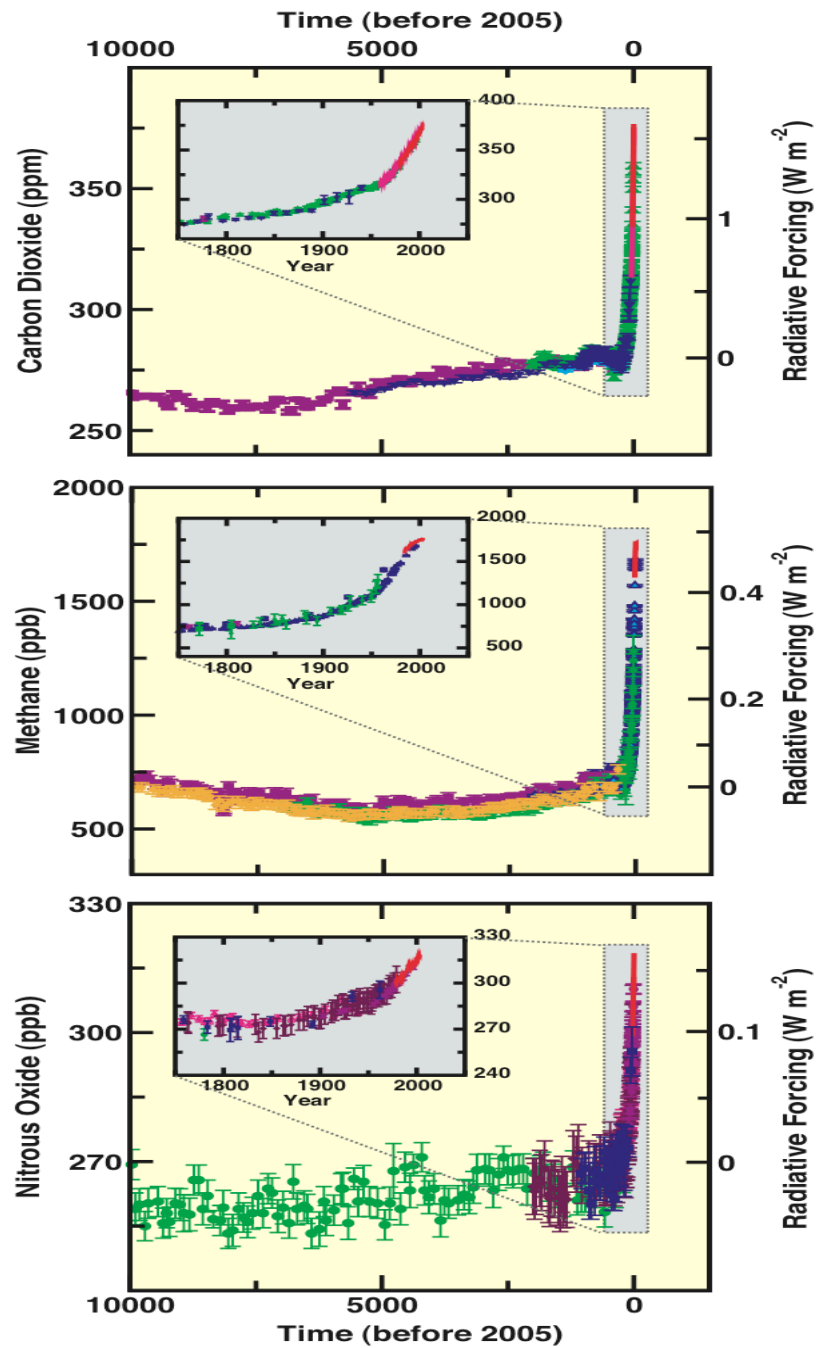 Time (before 2005)
10000 5000 0
Carbon Dioxide (ppm)
350
300
250
400
350
300
1800 1900 2000
Year
1
0
Radiative Forcing (W m-2)
Methane (ppb)
2000
1500
1000
500
2000
1500
1000
500
1800 1900 2000
Year
0.4
0.2
0
Radiative Forcing (W m-2)
Nitrous Oxide (ppb)
330
300
270
330
300
270
240
1800 1900 2000
Year
0.1
0
Radiative Forcing (W m-2)
10000 5000 0
Time (before 2005)